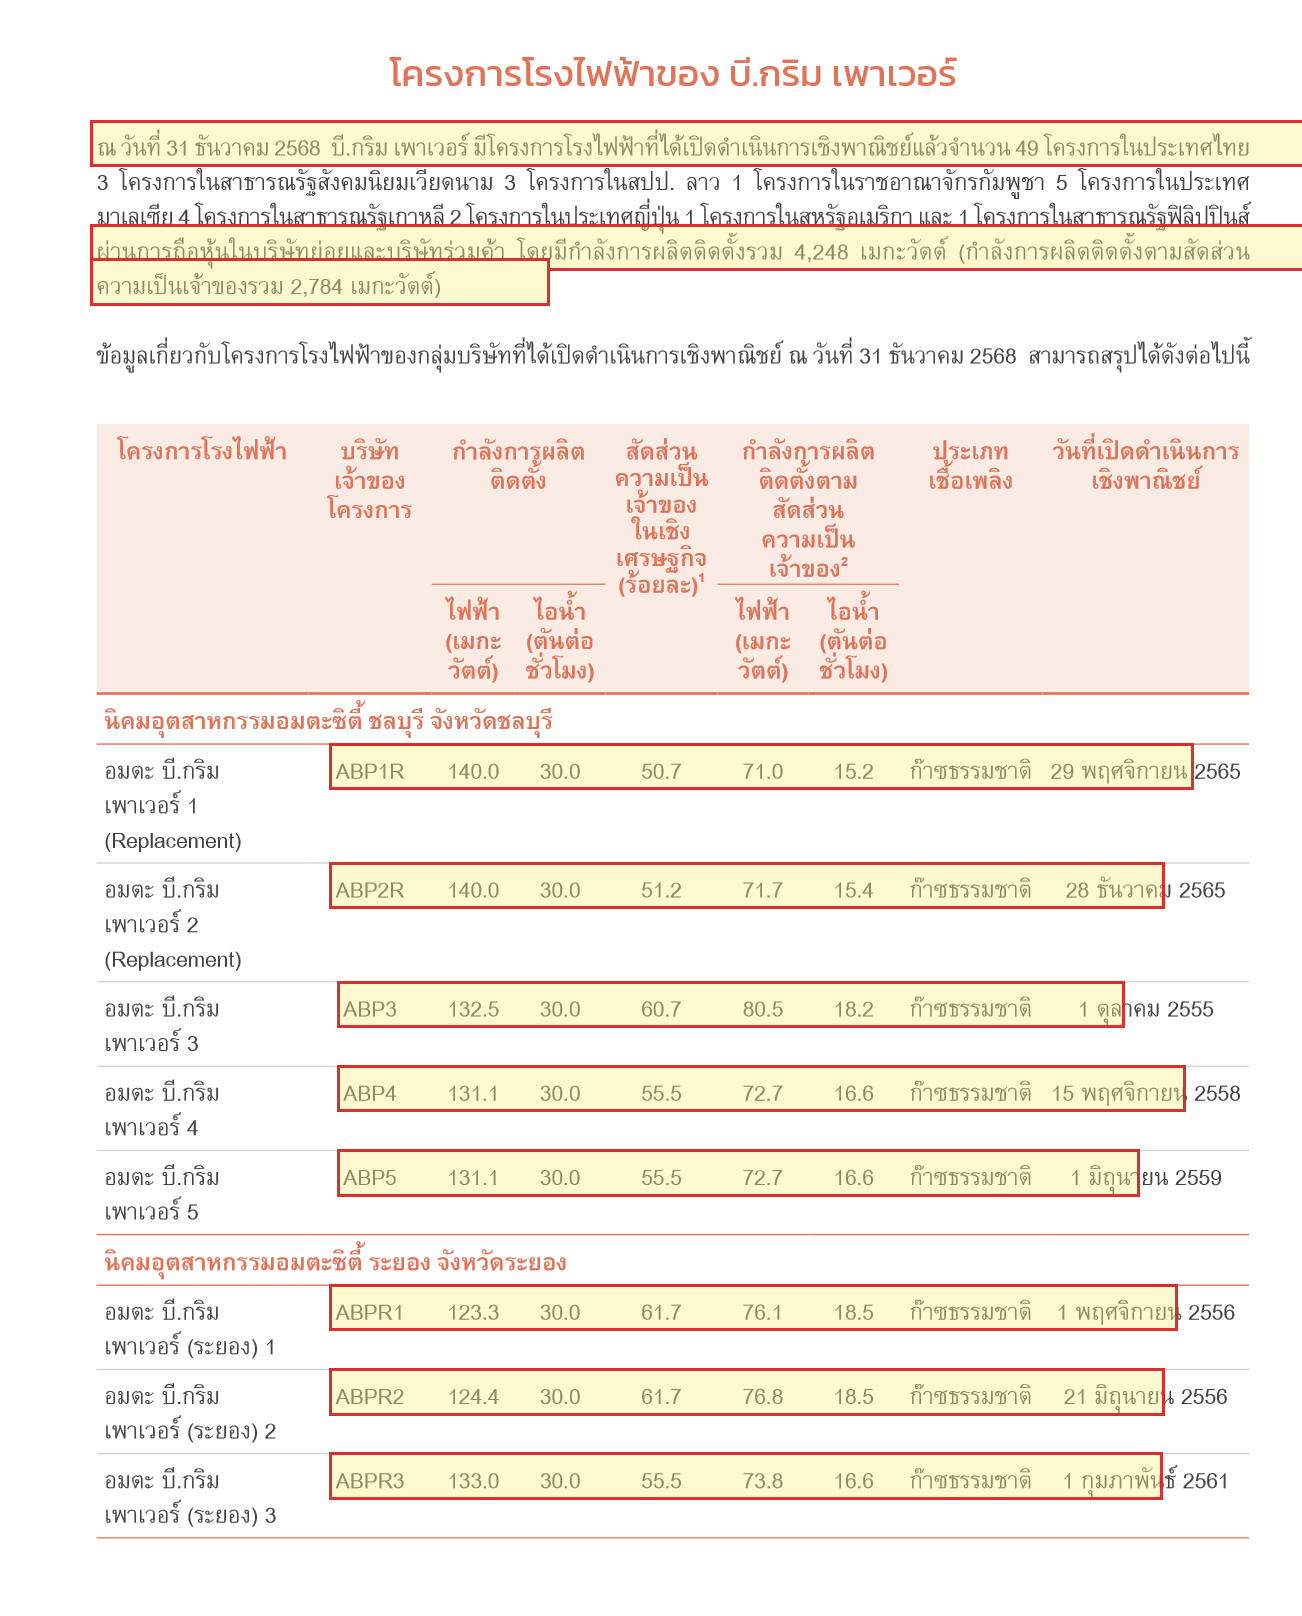 โครงการโรงไฟฟ้าของ บี.กริม เพาเวอร์
ณ วันที่ 31 ธันวาคม 2568 บี.กริม เพาเวอร์ มีโครงการโรงไฟฟ้าที่ได้เปิดดำเนินการเชิงพาณิชย์แล้วจำนวน 49 โครงการในประเทศไทย
3 โครงการในสาธารณรัฐสังคมนิยมเวียดนาม 3 โครงการในสปป. ลาว 1 โครงการในราชอาณาจักรกัมพูชา 5 โครงการในประเทศ
มาเลเซีย 4 โครงการในสาธารณรัฐเกาหลี 2 โครงการในประเทศญี่ปุ่น 1 โครงการในสหรัฐอเมริกา และ 1 โครงการในสาธารณรัฐฟิลิปปินส์
ผ่านการถือหุ้นในบริษัทย่อยและบริษัทร่วมค้า โดยมีกำลังการผลิตติดตั้งรวม 4,248 เมกะวัตต์ (กำลังการผลิตติดตั้งตามสัดส่วน
ความเป็นเจ้าของรวม 2,784 เมกะวัตต์)
ข้อมูลเกี่ยวกับโครงการโรงไฟฟ้าของกลุ่มบริษัทที่ได้เปิดดำเนินการเชิงพาณิชย์ ณ วันที่ 31 ธันวาคม 2568 สามารถสรุปได้ดังต่อไปนี้
โครงการโรงไฟฟ้า บริษัท กำลังการผลิต สัดส่วน กำลังการผลิต ประเภท วันที่เปิดดำเนินการ
เจ้าของ ติดตั้ง ความเป็น ติดตั้งตาม เชื้อเพลิง เชิงพาณิชย์
โครงการ เจ้าของ สัดส่วน
ในเชิง ความเป็น
เศรษฐกิจ เจ้าของ²
(ร้อยละ)¹
ไฟฟ้า ไอน้ำ ไฟฟ้า ไอน้ำ
(เมกะ (ตันต่อ (เมกะ (ตันต่อ
วัตต์) ชั่วโมง) วัตต์) ชั่วโมง)
นิคมอุตสาหกรรมอมตะซิตี้ ชลบุรี จังหวัดชลบุรี
อมตะ บี.กริม ABP1R 140.0 30.0 50.7 71.0 15.2 ก๊าซธรรมชาติ 29 พฤศจิกายน 2565
เพาเวอร์ 1
(Replacement)
อมตะ บี.กริม ABP2R 140.0 30.0 51.2 71.7 15.4 ก๊าซธรรมชาติ 28 ธันวาคม 2565
เพาเวอร์ 2
(Replacement)
อมตะ บี.กริม ABP3 132.5 30.0 60.7 80.5 18.2 ก๊าซธรรมชาติ 1 ตุลาคม 2555
เพาเวอร์ 3
อมตะ บี.กริม ABP4 131.1 30.0 55.5 72.7 16.6 ก๊าซธรรมชาติ 15 พฤศจิกายน 2558
เพาเวอร์ 4
อมตะ บี.กริม ABP5 131.1 30.0 55.5 72.7 16.6 ก๊าซธรรมชาติ 1 มิถุนายน 2559
เพาเวอร์ 5
นิคมอุตสาหกรรมอมตะซิตี้ ระยอง จังหวัดระยอง
อมตะ บี.กริม ABPR1 123.3 30.0 61.7 76.1 18.5 ก๊าซธรรมชาติ 1 พฤศจิกายน 2556
เพาเวอร์ (ระยอง) 1
อมตะ บี.กริม ABPR2 124.4 30.0 61.7 76.8 18.5 ก๊าซธรรมชาติ 21 มิถุนายน 2556
เพาเวอร์ (ระยอง) 2
อมตะ บี.กริม ABPR3 133.0 30.0 55.5 73.8 16.6 ก๊าซธรรมชาติ 1 กุมภาพันธ์ 2561
เพาเวอร์ (ระยอง) 3